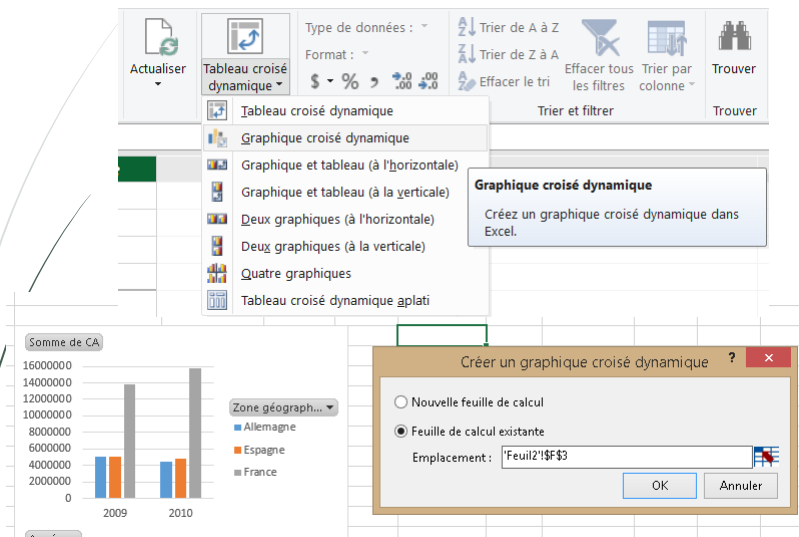 Actualiser
Tableau croisé
dynamique
Type de données :
Format :
$ % 
Trier de A à Z
Trier de Z à A
Effacer le tri
Effacer tous
les filtres
Trier par
colonne
Trier et filtrer
Trouver
Trouver
Tableau croisé dynamique
Graphique croisé dynamique
Graphique et tableau (à l'horizontale)
Graphique et tableau (à la verticale)
Deux graphiques (à l'horizontale)
Deux graphiques (à la verticale)
Quatre graphiques
Tableau croisé dynamique aplati
Graphique croisé dynamique
Créez un graphique croisé dynamique dans
Excel.
Somme de CA
16000000
14000000
12000000
10000000
8000000
6000000
4000000
2000000
0
2009 2010
Zone géograph...
Allemagne
Espagne
France
Créer un graphique croisé dynamique ?
Nouvelle feuille de calcul
Feuille de calcul existante
Emplacement : 'Feuil2'!$F$3
OK Annuler